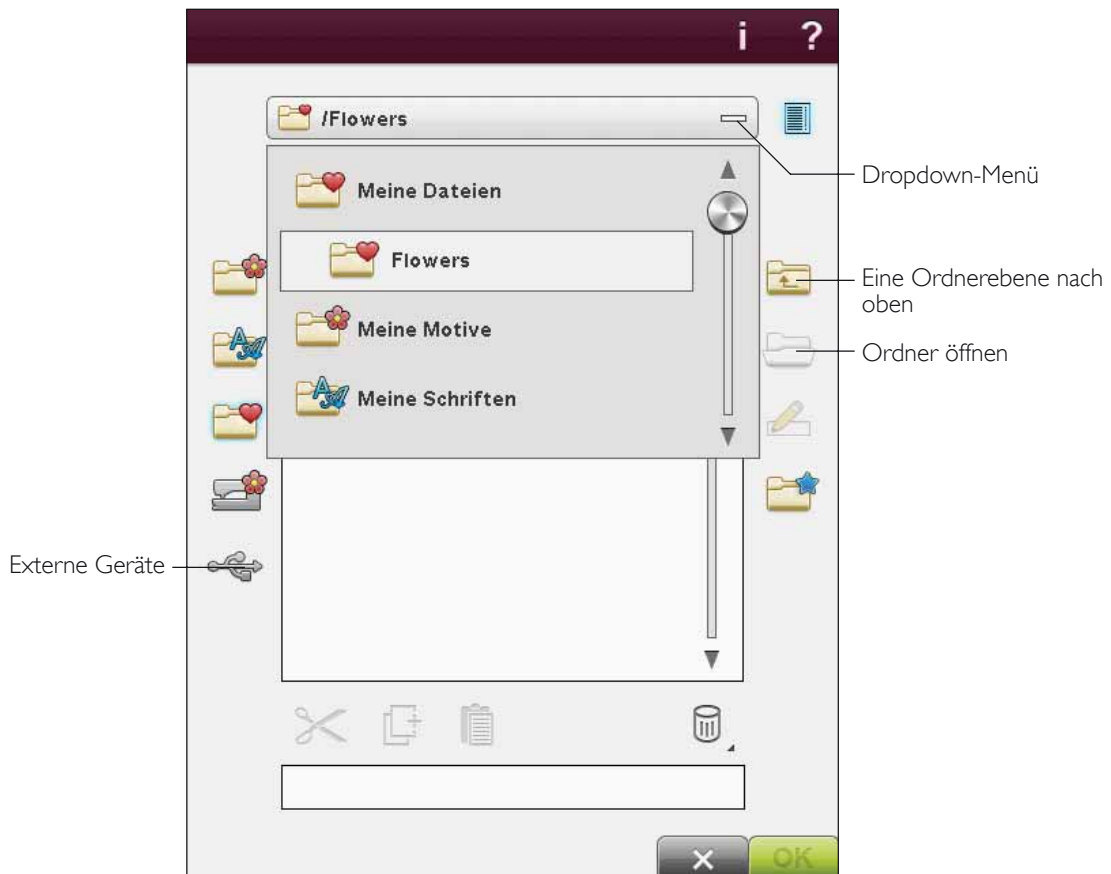 i ?
/Flowers
Dropdown-Menü
Meine Dateien
Flowers
Eine Ordnerebene nach
oben
Meine Motive
Ordner öffnen
Meine Schriften
Externe Geräte
OK